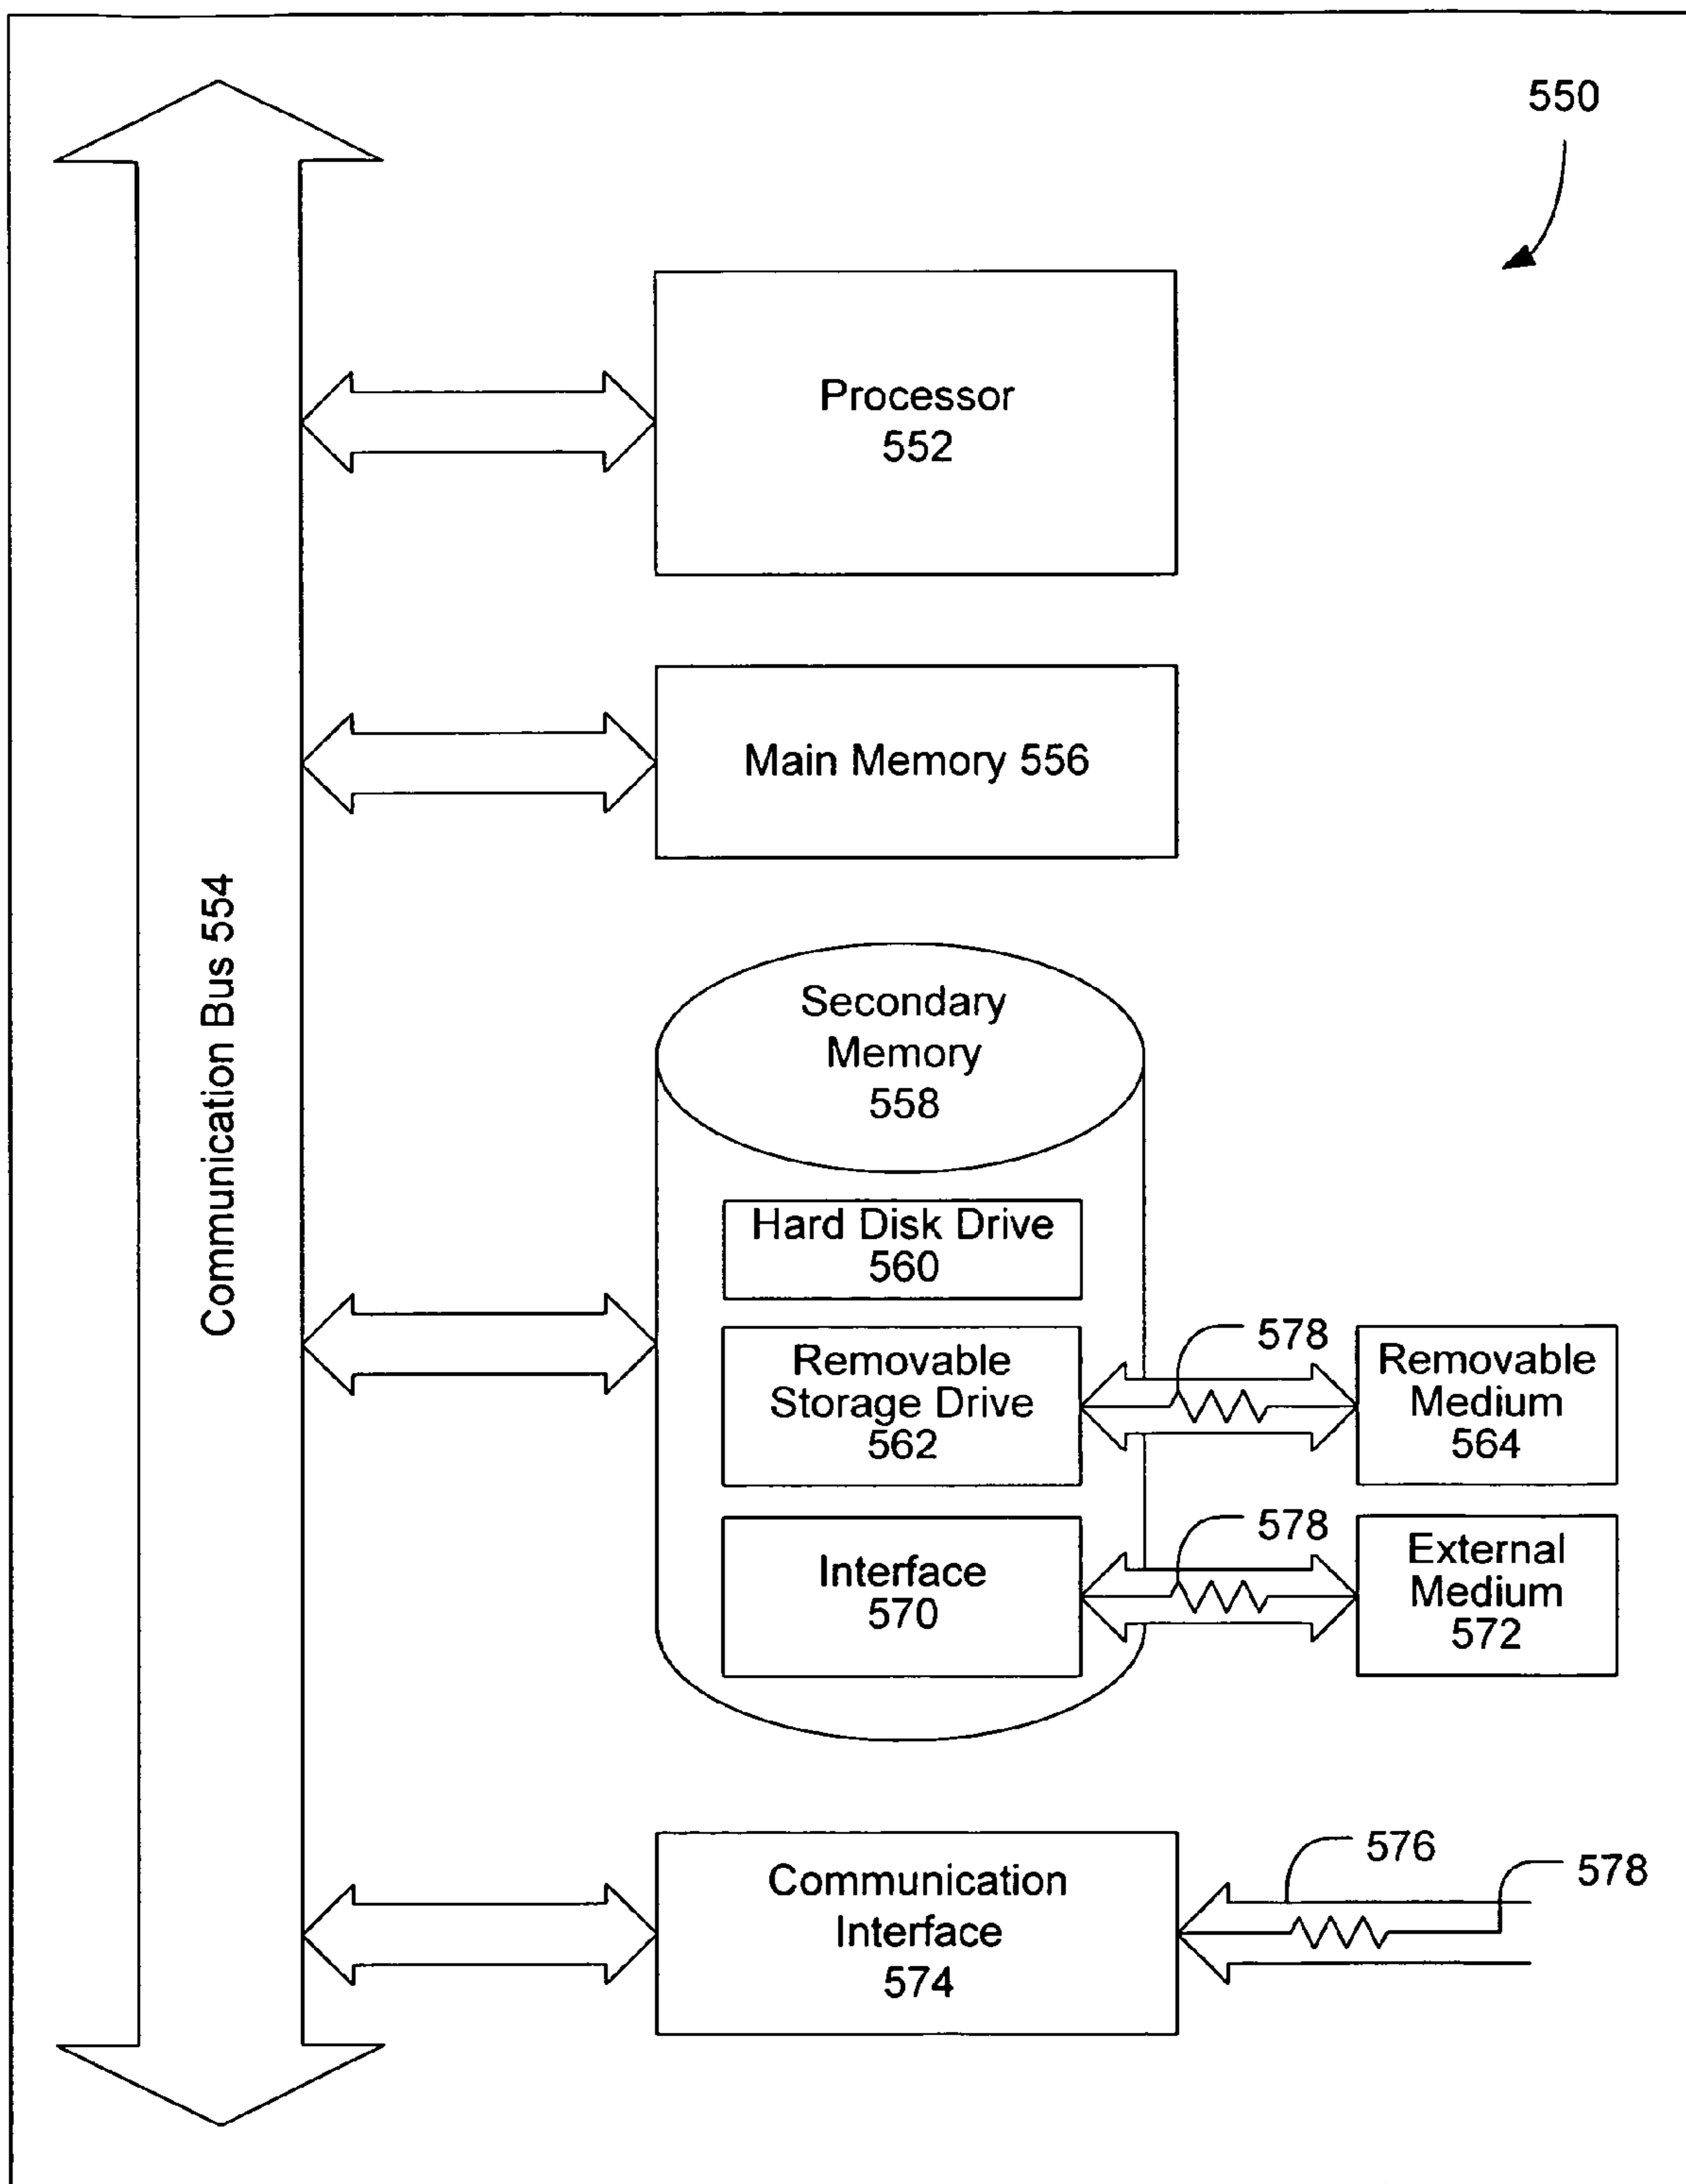 550
Processor
552
Main Memory 556
Communication Bus 554
Secondary
Memory
558
Hard Disk Drive
560
Removable
Storage Drive
562
578
Removable
Medium
564
Interface
570
578
External
Medium
572
Communication
Interface
574
576
578